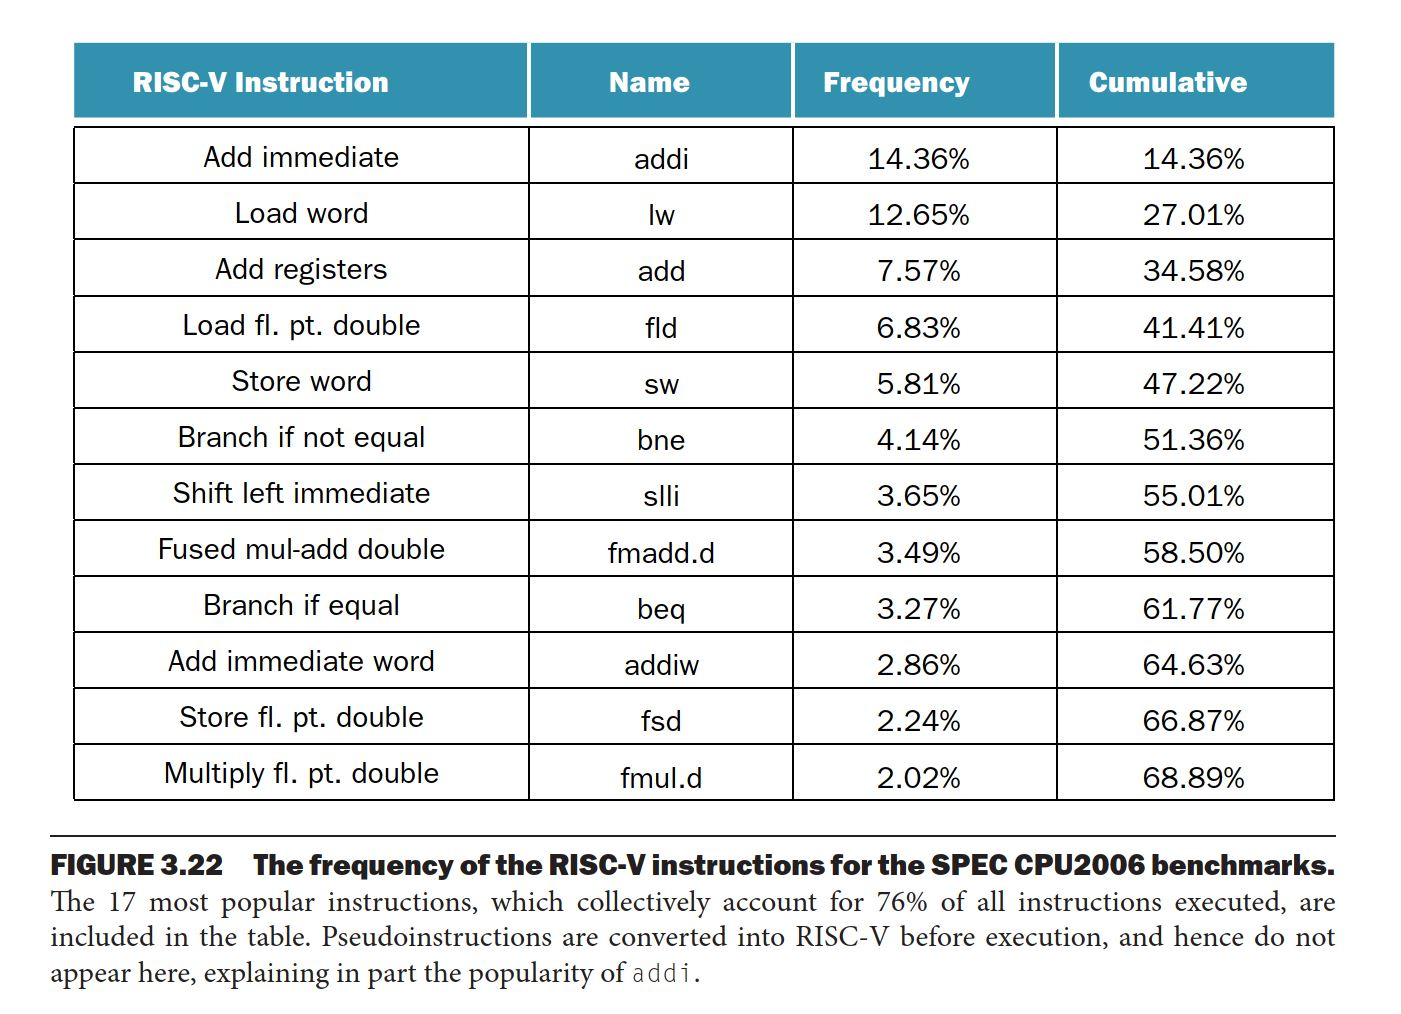 RISC-V Instruction Name Frequency Cumulative
Add immediate addi 14.36% 14.36%
Load word lw 12.65% 27.01%
Add registers add 7.57% 34.58%
Load fl. pt. double fld 6.83% 41.41%
Store word sw 5.81% 47.22%
Branch if not equal bne 4.14% 51.36%
Shift left immediate slli 3.65% 55.01%
Fused mul-add double fmadd.d 3.49% 58.50%
Branch if equal beq 3.27% 61.77%
Add immediate word addiw 2.86% 64.63%
Store fl. pt. double fsd 2.24% 66.87%
Multiply fl. pt. double fmul.d 2.02% 68.89%
FIGURE 3.22 The frequency of the RISC-V instructions for the SPEC CPU2006 benchmarks.
The 17 most popular instructions, which collectively account for 76% of all instructions executed, are
included in the table. Pseudoinstructions are converted into RISC-V before execution, and hence do not
appear here, explaining in part the popularity of addi.